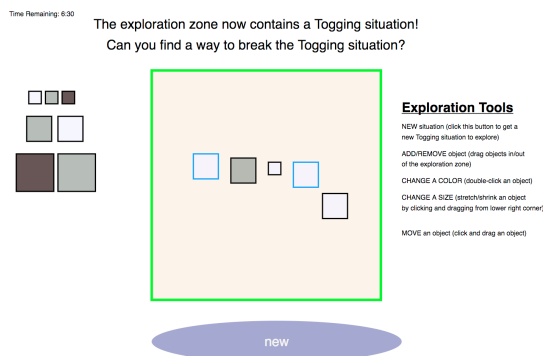 Time Remaining: 6:30
The exploration zone now contains a Togging situation!
Can you find a way to break the Togging situation?
Exploration Tools
NEW situation (click this button to get a
new Togging situation to explore)
ADD/REMOVE object (drag objects in/out
of the exploration zone)
CHANGE A COLOR (double-click an object)
CHANGE A SIZE (stretch/shrink an object
by clicking and dragging from lower right corner)
MOVE an object (click and drag an object)
new